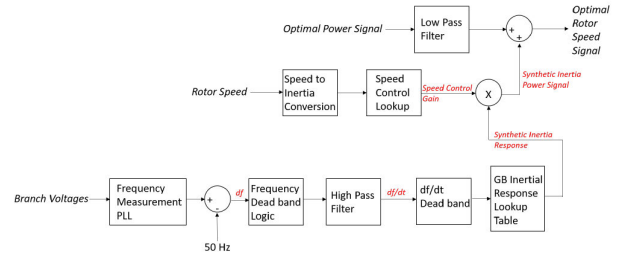 Optimal Power Signal
Low Pass
Filter
+
+
Optimal
Rotor
Speed
Signal
Synthetic Inertia
Power Signal
Rotor Speed
Speed to
Inertia
Conversion
Speed
Control
Lookup
Speed Control
Gain
X
Synthetic Inertia
Response
Branch Voltages
Frequency
Measurement
PLL
+
-
df
Frequency
Dead band
Logic
High Pass
Filter
df/dt
df/dt
Dead band
GB Inertial
Response
Lookup
Table
50 Hz